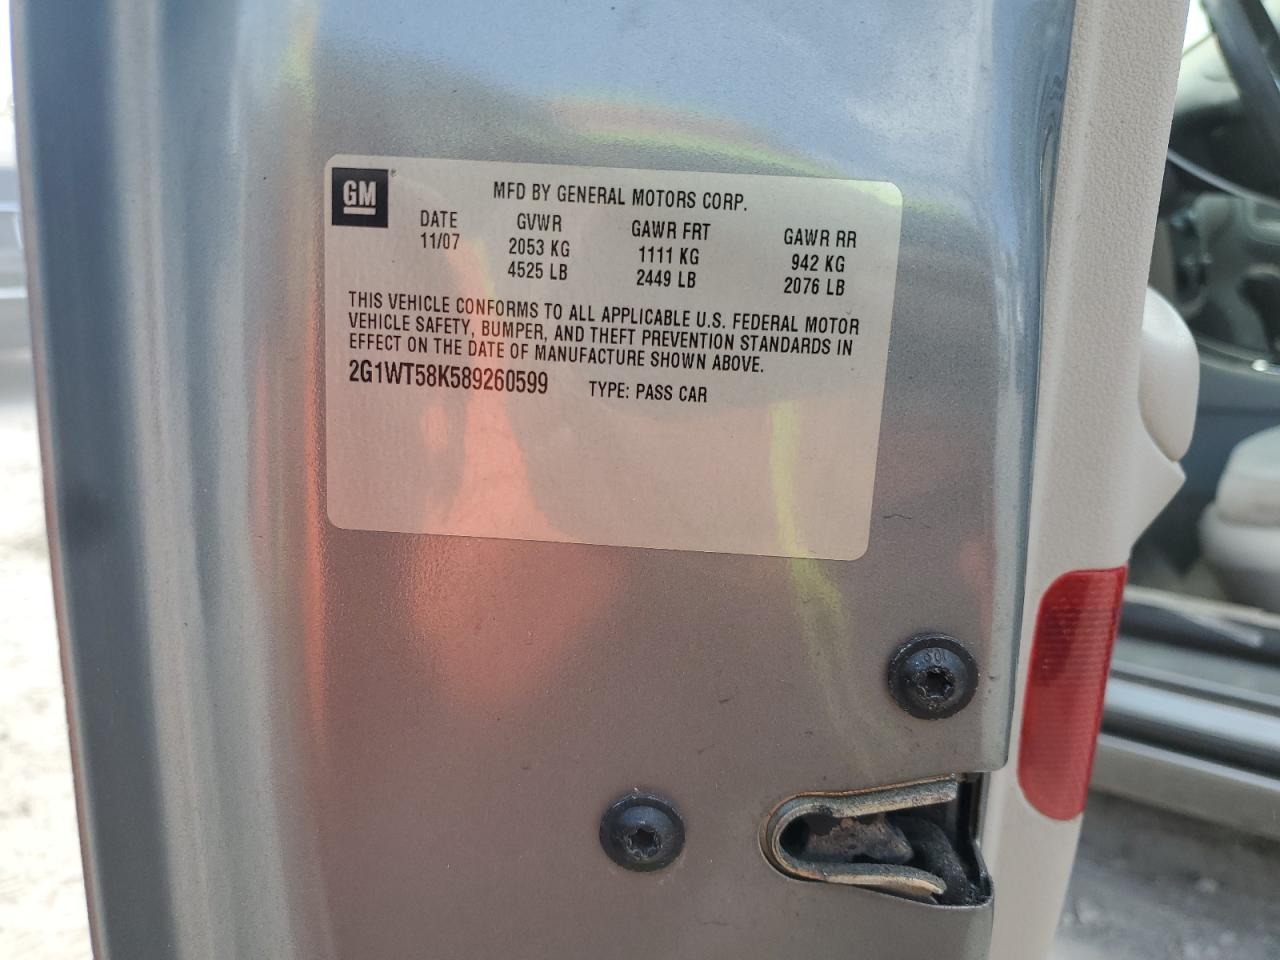 GM
MFD BY GENERAL MOTORS CORP.
DATE GVWR GAWR FRT GAWR RR
11/07 2053 KG 1111 KG 942 KG
4525 LB 2449 LB 2076 LB
THIS VEHICLE CONFORMS TO ALL APPLICABLE U.S. FEDERAL MOTOR
VEHICLE SAFETY, BUMPER, AND THEFT PREVENTION STANDARDS IN
EFFECT ON THE DATE OF MANUFACTURE SHOWN ABOVE.
2G1WT58K589260599 TYPE: PASS CAR